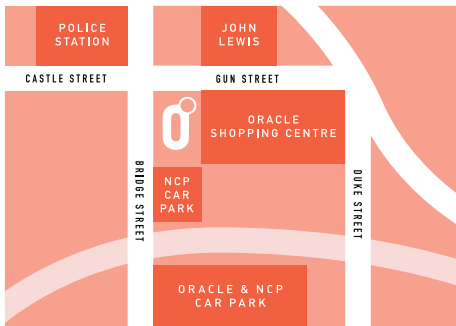 POLICE
STATION
JOHN
LEWIS
CASTLE STREET
GUN STREET
ORACLE
SHOPPING CENTRE
BRIDGE STREET
NCP
CAR
PARK
DUKE STREET
ORACLE & NCP
CAR PARK